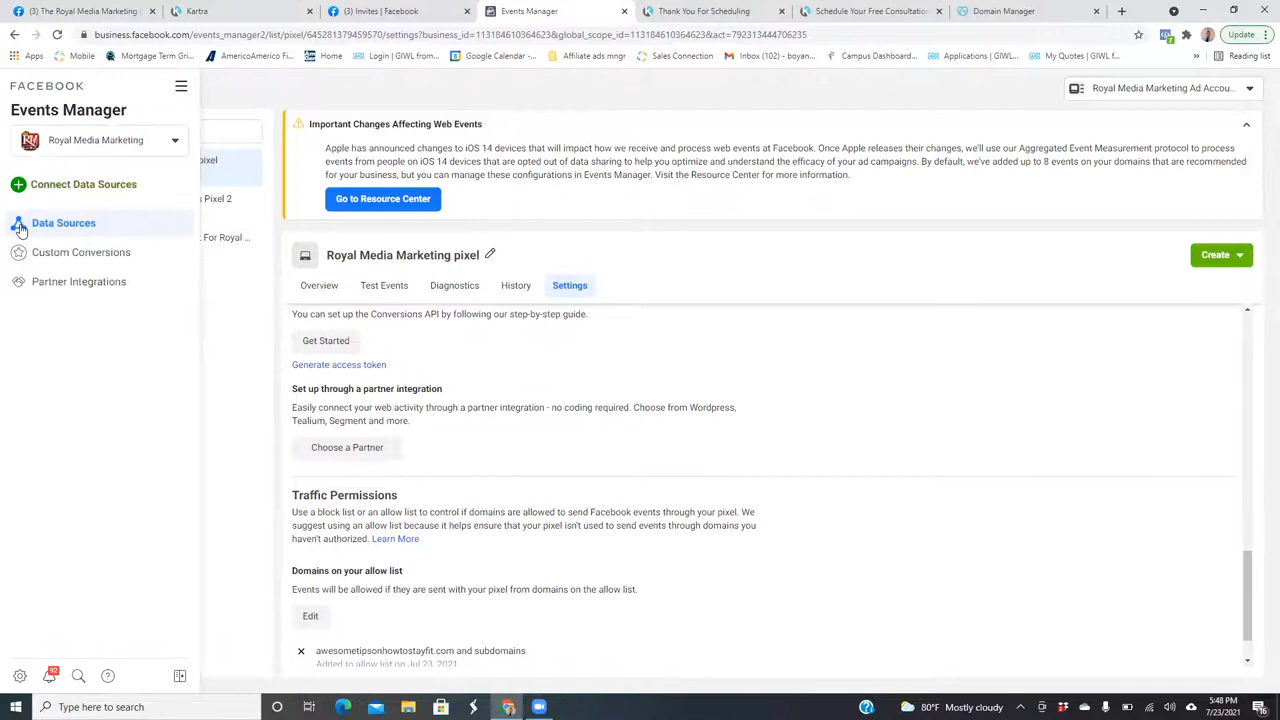 (3) The Royal Media Marketing
Kartra
(3) Invites | Facebook
Events Manager
Thank You For Scheduling
Schedule Your Free Consultation
Domain Manager
business.facebook.com/events_manager2/list/pixel/645281379459570/settings?business_id=1131846103646234&global_scope_id=1131846103646234&act=792314470706235
Update
Apps
Mobile
Mortgage Term Gri...
AmericoAmerico Fi...
Home
Login | GIWL from...
Google Calendar -...
Affiliate ads mngr
Sales Connection
Inbox (102) - boyan...
Campus Dashboard...
Applications | GIWL...
My Quotes | GIWL f...
Reading list
FACEBOOK
Events Manager
Royal Media Marketing
Connect Data Sources
Data Sources
Custom Conversions
Partner Integrations
92
pixel
s Pixel 2
t For Royal ...
Royal Media Marketing Ad Accou...
Important Changes Affecting Web Events
Apple has announced changes to iOS 14 devices that will impact how we receive and process web events at Facebook. Once Apple releases their changes, we'll use our Aggregated Event Measurement protocol to process
events from people on iOS 14 devices that are opted out of data sharing to help you optimize and understand the efficacy of your ad campaigns. By default, we've added up to 8 events on your domains that are recommended
for your business, but you can manage these configurations in Events Manager. Visit the Resource Center for more information.
Go to Resource Center
Royal Media Marketing pixel
Create
Overview
Test Events
Diagnostics
History
Settings
You can set up the Conversions API by following our step-by-step guide.
Get Started
Generate access token
Set up through a partner integration
Easily connect your web activity through a partner integration - no coding required. Choose from Wordpress,
Tealium, Segment and more.
Choose a Partner
Traffic Permissions
Use a block list or an allow list to control if domains are allowed to send Facebook events through your pixel. We
suggest using an allow list because it helps ensure that your pixel isn't used to send events through domains you
haven't authorized. Learn More
Domains on your allow list
Events will be allowed if they are sent with your pixel from domains on the allow list.
Edit
awesometipsonhowtostayfit.com and subdomains
Added to allow list on Jul 23, 2021
Type here to search
80°F Mostly cloudy
5:48 PM
7/23/2021
16